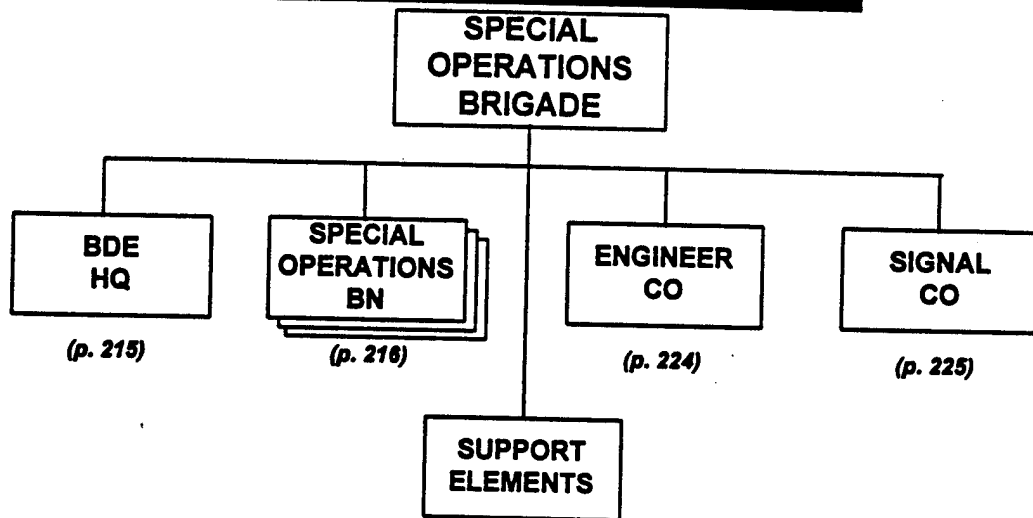 SPECIAL
OPERATIONS
BRIGADE
BDE
HQ
(p. 215)
SPECIAL
OPERATIONS
BN
(p. 216)
ENGINEER
CO
(p. 224)
SIGNAL
CO
(p. 225)
SUPPORT
ELEMENTS